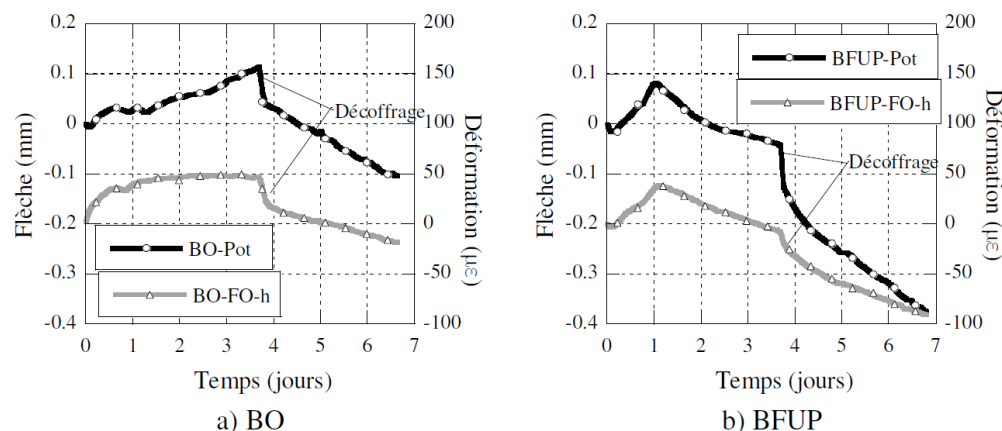 0.2
0.1
0
-0.1
-0.2
-0.3
-0.4
Flèche (mm)
200
150
100
50
0
-50
-100
Déformation (με)
Décoffrage
BO-Pot
BO-FO-h
0 1 2 3 4 5 6 7
Temps (jours)
a) BO
0.2
0.1
0
-0.1
-0.2
-0.3
-0.4
Flèche (mm)
200
150
100
50
0
-50
-100
Déformation (με)
BFUP-Pot
BFUP-FO-h
Décoffrage
0 1 2 3 4 5 6 7
Temps (jours)
b) BFUP